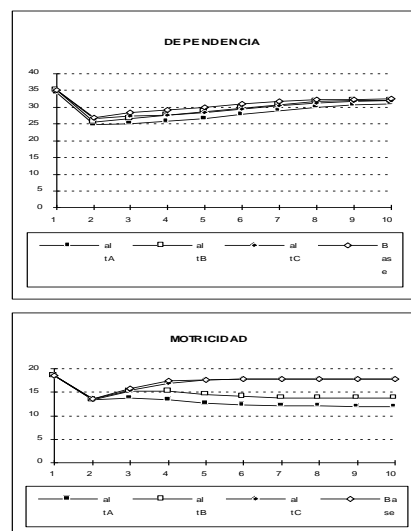 DEPENDENCIA
40
35
30
25
20
15
10
5
0
1 2 3 4 5 6 7 8 9 10
al tA
al tB
al tC
B as e
MOTRICIDAD
20
15
10
5
0
1 2 3 4 5 6 7 8 9 10
al tA
al tB
al tC
Ba se